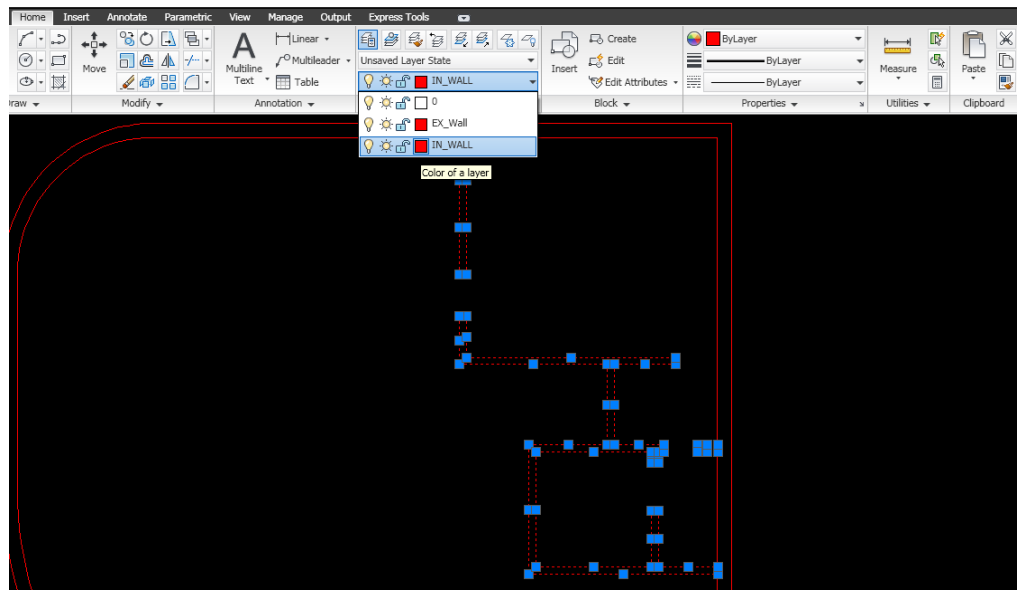 Home Insert Annotate Parametric View Manage Output Express Tools
Linear Create ByLayer
Move Multiline Text Multileader Unsaved Layer State Insert Edit ByLayer Measure Paste
Table IN_WALL Edit Attributes ByLayer
raw Modify Annotation Block Properties Utilities Clipboard
0
EX_Wall
IN_WALL
Color of a layer